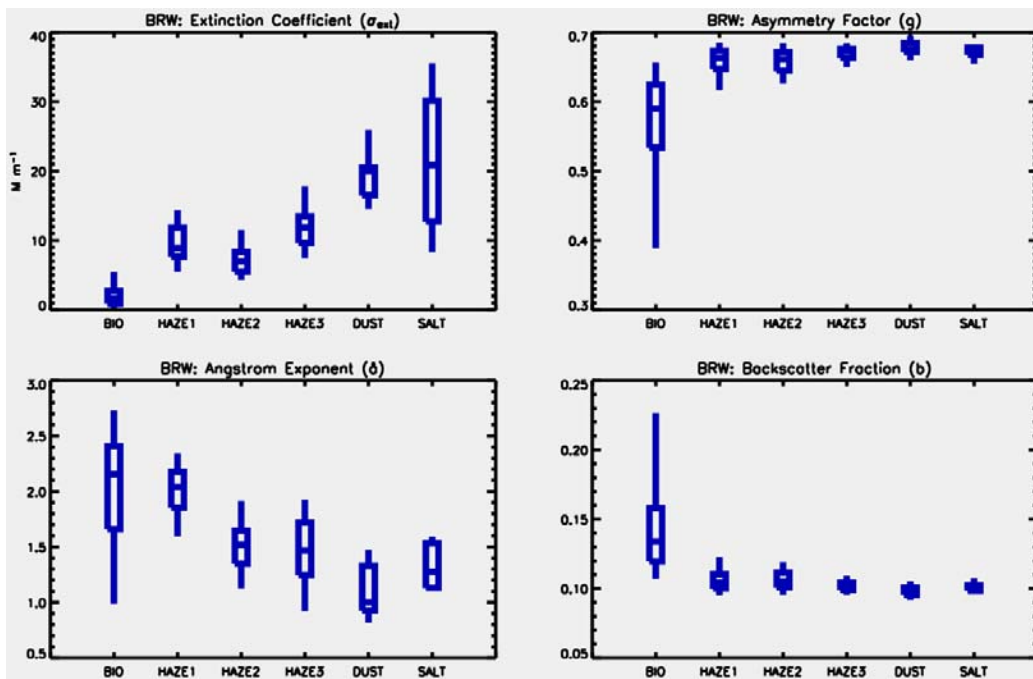 BRW: Extinction Coefficient (σext)
40
30
20
10
0
M m⁻¹
BIO HAZE1 HAZE2 HAZE3 DUST SALT
BRW: Asymmetry Factor (g)
0.7
0.6
0.5
0.4
0.3
BIO HAZE1 HAZE2 HAZE3 DUST SALT
BRW: Angstrom Exponent (δ)
3.0
2.5
2.0
1.5
1.0
0.5
BIO HAZE1 HAZE2 HAZE3 DUST SALT
BRW: Backscatter Fraction (b)
0.25
0.20
0.15
0.10
0.05
BIO HAZE1 HAZE2 HAZE3 DUST SALT